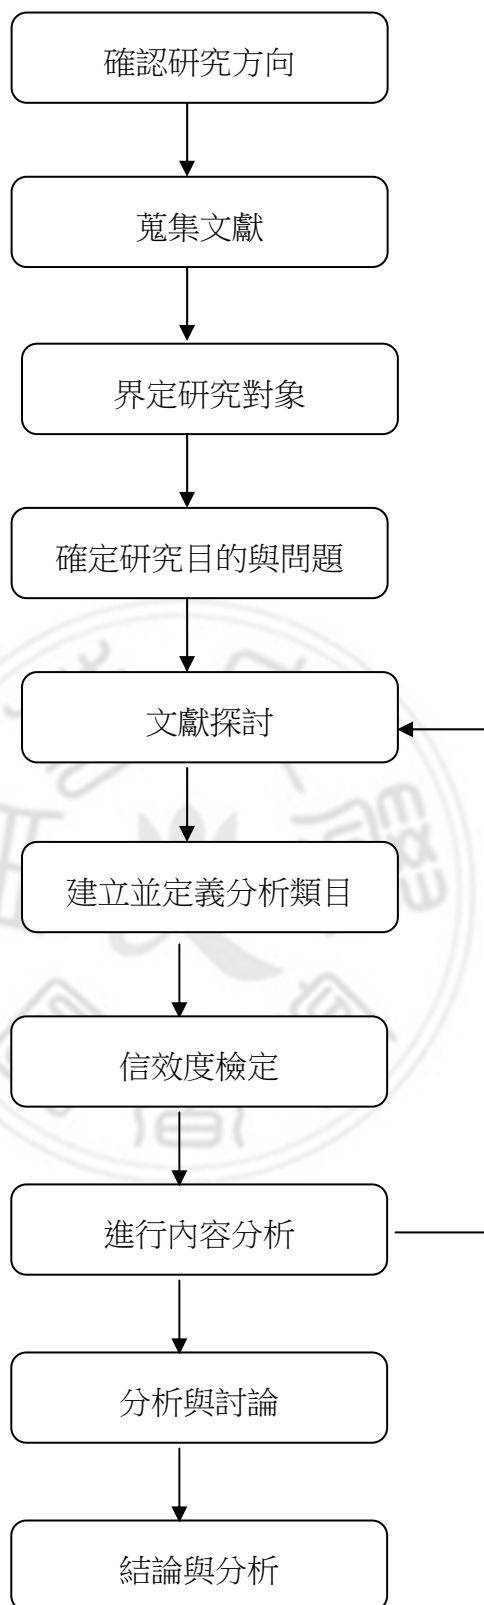 確認研究方向
蒐集文獻
界定研究對象
確定研究目的與問題
文獻探討
建立並定義分析類目
信效度檢定
進行內容分析
分析與討論
結論與分析